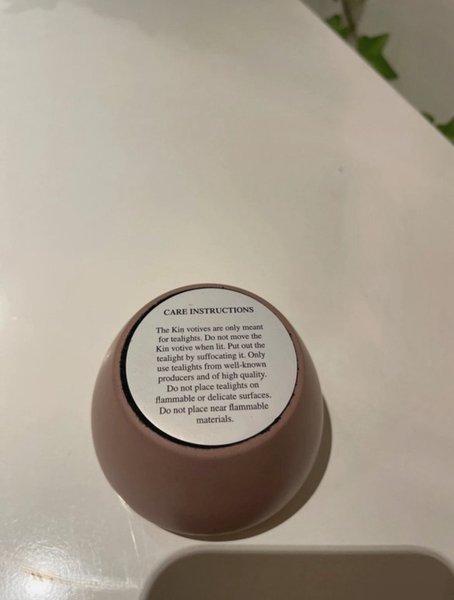 CARE INSTRUCTIONS
The Kin votives are only meant
for tealights. Do not move the
Kin votive when lit. Put out the
tealight by suffocating it. Only
use tealights from well-known
producers and of high quality.
Do not place tealights on
flammable or delicate surfaces.
Do not place near flammable
materials.